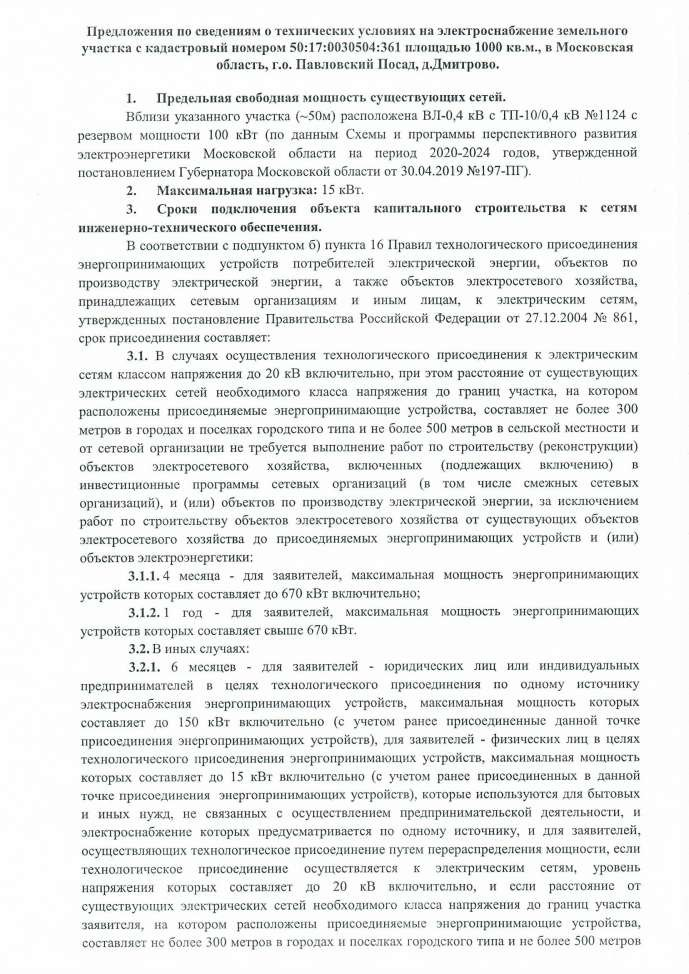 Предложения по сведениям о технических условиях на электроснабжение земельного
участка с кадастровый номером 50:17:0030504:361 площадью 1000 кв.м., в Московская
область, г.о. Павловский Посад, д.Дмитрово.
1. Предельная свободная мощность существующих сетей.
Вблизи указанного участка (~50м) расположена ВЛ-0,4 кВ с ТП-10/0,4 кВ №1124 с
резервом мощности 100 кВт (по данным Схемы и программы перспективного развития
электроэнергетики Московской области на период 2020-2024 годов, утвержденной
постановлением Губернатора Московской области от 30.04.2019 №197-ПГ).
2. Максимальная нагрузка: 15 кВт.
3. Сроки подключения объекта капитального строительства к сетям
инженерно-технического обеспечения.
В соответствии с подпунктом б) пункта 16 Правил технологического присоединения
энергопринимающих устройств потребителей электрической энергии, объектов по
производству электрической энергии, а также объектов электросетевого хозяйства,
принадлежащих сетевым организациям и иным лицам, к электрическим сетям,
утвержденных постановление Правительства Российской Федерации от 27.12.2004 № 861,
срок присоединения составляет:
3.1. В случаях осуществления технологического присоединения к электрическим
сетям классом напряжения до 20 кВ включительно, при этом расстояние от существующих
электрических сетей необходимого класса напряжения до границ участка, на котором
расположены присоединяемые энергопринимающие устройства, составляет не более 300
метров в городах и поселках городского типа и не более 500 метров в сельской местности и
от сетевой организации не требуется выполнение работ по строительству (реконструкции)
объектов электросетевого хозяйства, включенных (подлежащих включению) в
инвестиционные программы сетевых организаций (в том числе смежных сетевых
организаций), и (или) объектов по производству электрической энергии, за исключением
работ по строительству объектов электросетевого хозяйства от существующих объектов
электросетевого хозяйства до присоединяемых энергопринимающих устройств и (или)
объектов электроэнергетики:
3.1.1. 4 месяца - для заявителей, максимальная мощность энергопринимающих
устройств которых составляет до 670 кВт включительно;
3.1.2. 1 год - для заявителей, максимальная мощность энергопринимающих
устройств которых составляет свыше 670 кВт.
3.2. В иных случаях:
3.2.1. 6 месяцев - для заявителей - юридических лиц или индивидуальных
предпринимателей в целях технологического присоединения по одному источнику
электроснабжения энергопринимающих устройств, максимальная мощность которых
составляет до 150 кВт включительно (с учетом ранее присоединенные данной точке
присоединения энергопринимающих устройств), для заявителей - физических лиц в целях
технологического присоединения энергопринимающих устройств, максимальная мощность
которых составляет до 15 кВт включительно (с учетом ранее присоединенных в данной
точке присоединения энергопринимающих устройств), которые используются для бытовых
и иных нужд, не связанных с осуществлением предпринимательской деятельности, и
электроснабжение которых предусматривается по одному источнику, и для заявителей,
осуществляющих технологическое присоединение путем перераспределения мощности, если
технологическое присоединение осуществляется к электрическим сетям, уровень
напряжения которых составляет до 20 кВ включительно, и если расстояние от
существующих электрических сетей необходимого класса напряжения до границ участка
заявителя, на котором расположены присоединяемые энергопринимающие устройства,
составляет не более 300 метров в городах и поселках городского типа и не более 500 метров